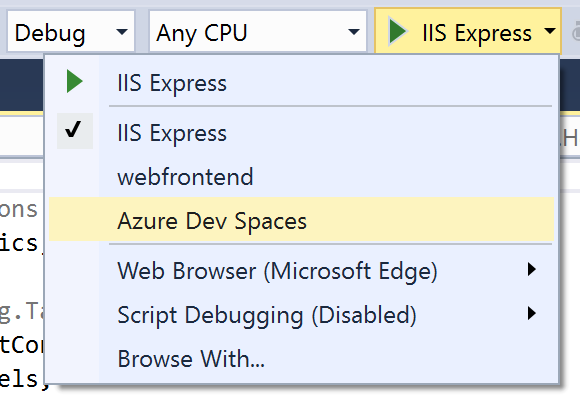 Debug Any CPU IIS Express
IIS Express
IIS Express
webfrontend
Azure Dev Spaces
Web Browser (Microsoft Edge)
Script Debugging (Disabled)
Browse With...